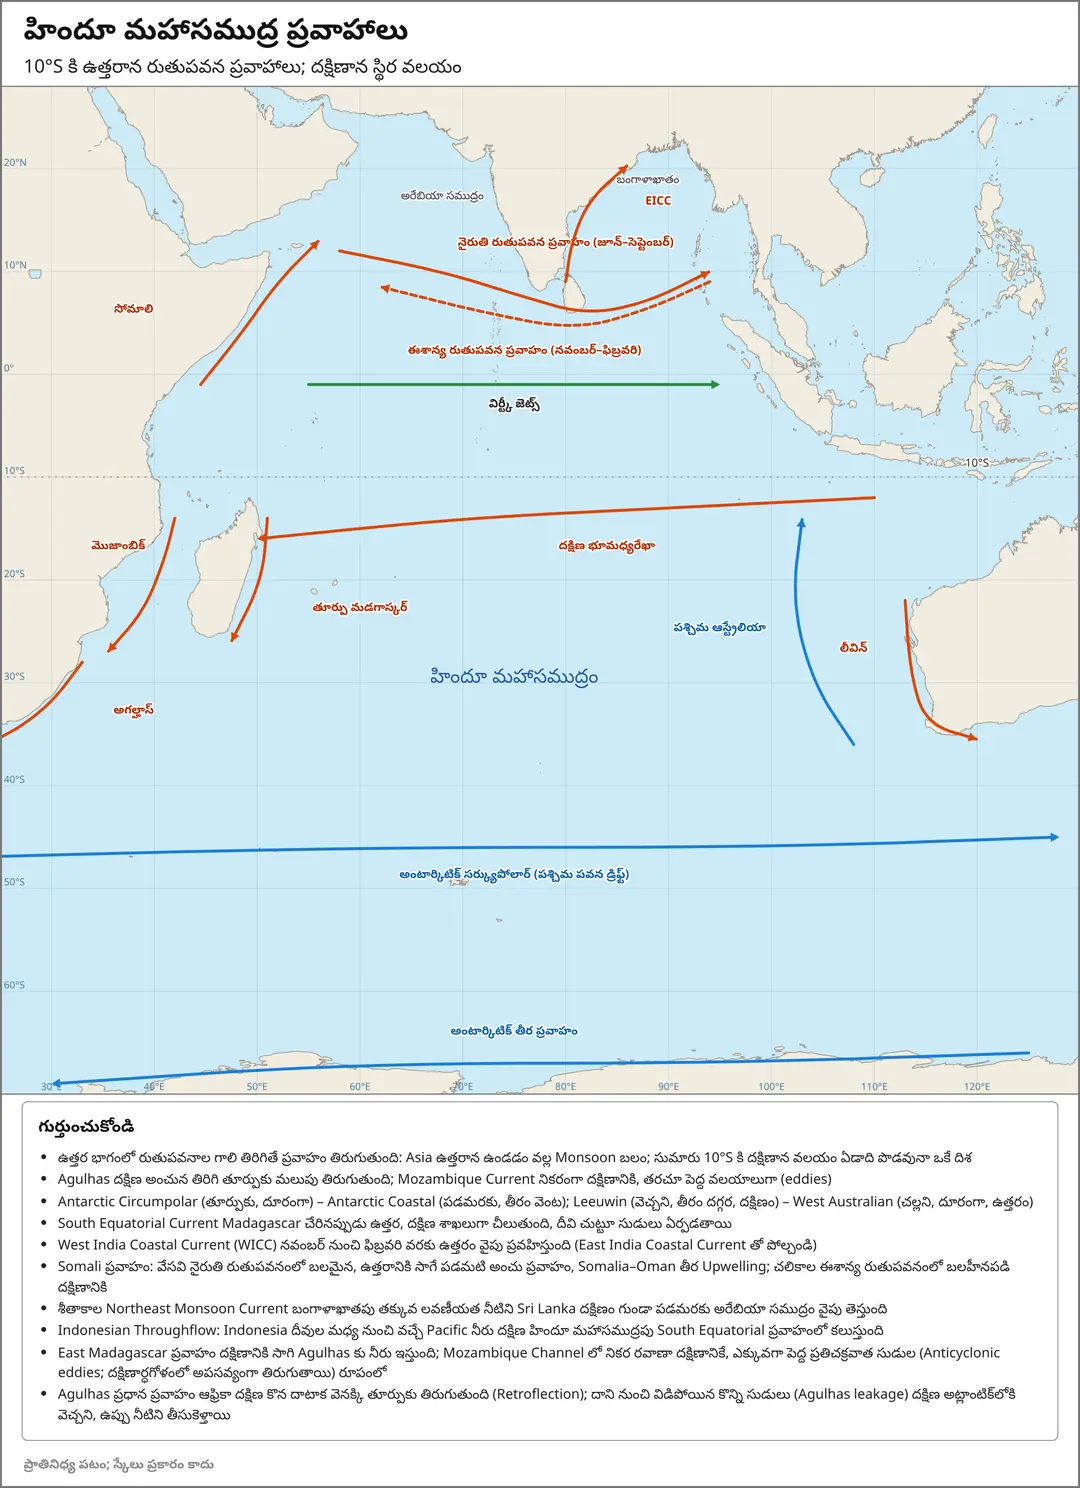 హిందూ మహాసముద్ర ప్రవాహాలు
10°S కి ఉత్తరాన రుతుపవన ప్రవాహాలు; దక్షిణాన స్థిర వలయం
20°N
అరేబియా సముద్రం
బంగాళాఖాతం
EICC
నైరుతి రుతుపవన ప్రవాహం (జూన్–సెప్టెంబర్)
10°N
సోమాలి
ఈశాన్య రుతుపవన ప్రవాహం (నవంబర్–ఫిబ్రవరి)
0°
విర్ట్కీ జెట్స్
10°S
10°S
మొజాంబిక్
దక్షిణ భూమధ్యరేఖా
20°S
తూర్పు మడగాస్కర్
పశ్చిమ ఆస్ట్రేలియా
లీవిన్
హిందూ మహాసముద్రం
30°S
అగల్హాస్
40°S
అంటార్కిటిక్ సర్క్యుపోలార్ (పశ్చిమ పవన డ్రిఫ్ట్)
50°S
60°S
అంటార్కిటిక్ తీర ప్రవాహం
30°E 40°E 50°E 60°E 70°E 80°E 90°E 100°E 110°E 120°E
గుర్తుంచుకోండి
• ఉత్తర భాగంలో రుతుపవనాల గాలి తిరిగితే ప్రవాహం తిరుగుతుంది: Asia ఉత్తరాన ఉండడం వల్ల Monsoon బలం; సుమారు 10°S కి దక్షిణాన వలయం ఏడాది పొడవునా ఒకే దిశ
• Agulhas దక్షిణ అంచున తిరిగి తూర్పుకు మలుపు తిరుగుతుంది; Mozambique Current నికరంగా దక్షిణానికి, తరచూ పెద్ద వలయాలుగా (eddies)
• Antarctic Circumpolar (తూర్పుకు, దూరంగా) – Antarctic Coastal (పడమరకు, తీరం వెంట); Leeuwin (వెచ్చని, తీరం దగ్గర, దక్షిణం) – West Australian (చల్లని, దూరంగా, ఉత్తరం)
• South Equatorial Current Madagascar చేరినప్పుడు ఉత్తర, దక్షిణ శాఖలుగా చీలుతుంది, దీవి చుట్టూ సుడులు ఏర్పడతాయి
• West India Coastal Current (WICC) నవంబర్ నుంచి ఫిబ్రవరి వరకు ఉత్తరం వైపు ప్రవహిస్తుంది (East India Coastal Current తో పోల్చండి)
• Somali ప్రవాహం: వేసవి నైరుతి రుతుపవనంలో బలమైన, ఉత్తరానికి సాగే పడమటి అంచు ప్రవాహం, Somalia–Oman తీర Upwelling; చలికాల ఈశాన్య రుతుపవనంలో బలహీనపడి
దక్షిణానికి
• శీతాకాల Northeast Monsoon Current బంగాళాఖాతపు తక్కువ లవణీయత నీటిని Sri Lanka దక్షిణం గుండా పడమరకు అరేబియా సముద్రం వైపు తెస్తుంది
• Indonesian Throughflow: Indonesia దీవుల మధ్య నుంచి వచ్చే Pacific నీరు దక్షిణ హిందూ మహాసముద్రపు South Equatorial ప్రవాహంలో కలుస్తుంది
• East Madagascar ప్రవాహం దక్షిణానికి సాగి Agulhas కు నీరు ఇస్తుంది; Mozambique Channel లో నికర రవాణా దక్షిణానికే, ఎక్కువగా పెద్ద ప్రతిచక్రవాత సుడుల (Anticyclonic
eddies; దక్షిణార్ధగోళంలో అపసవ్యంగా తిరుగుతాయి) రూపంలో
• Agulhas ప్రధాన ప్రవాహం ఆఫ్రికా దక్షిణ కొన దాటాక వెనక్కి తూర్పుకు తిరుగుతుంది (Retroflection); దాని నుంచి విడిపోయిన కొన్ని సుడులు (Agulhas leakage) దక్షిణ అట్లాంటిక్‌లోకి
వెచ్చని, ఉప్పు నీటిని తీసుకెళ్తాయి
ప్రాతినిధ్య పటం; స్కేలు ప్రకారం కాదు